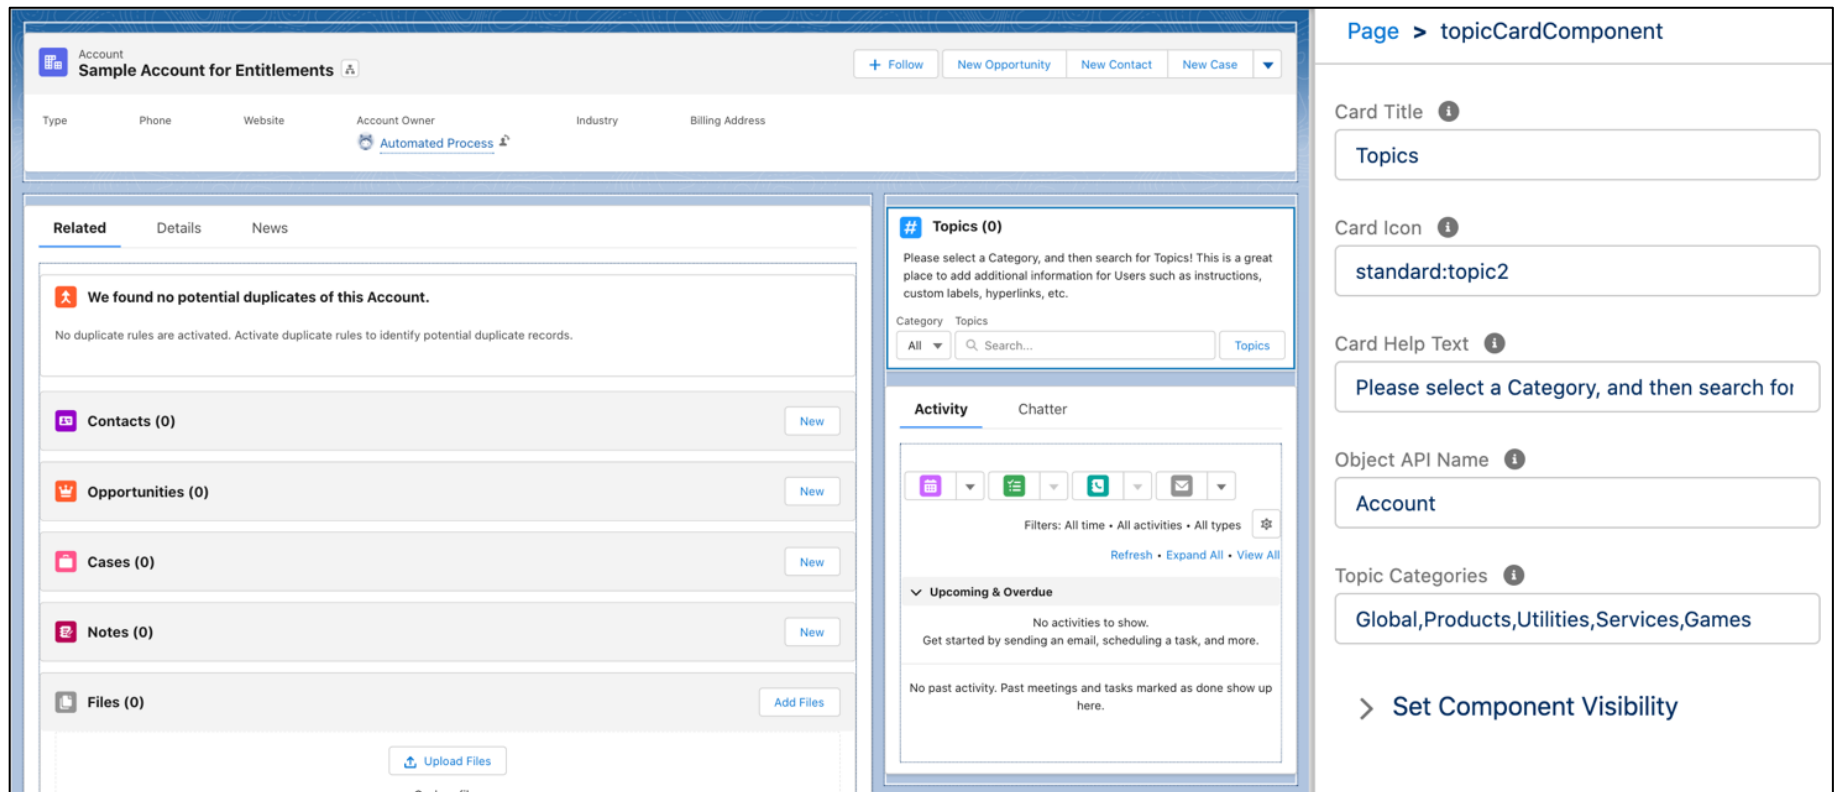 Account
Sample Account for Entitlements
+ Follow
New Opportunity
New Contact
New Case
Type
Phone
Website
Account Owner
Industry
Billing Address
Automated Process
Related
Details
News
We found no potential duplicates of this Account.
No duplicate rules are activated. Activate duplicate rules to identify potential duplicate records.
Contacts (0)
New
Opportunities (0)
New
Cases (0)
New
Notes (0)
New
Files (0)
Add Files
Upload Files
# Topics (0)
Please select a Category, and then search for Topics! This is a great
place to add additional information for Users such as instructions,
custom labels, hyperlinks, etc.
Category
Topics
All
Search...
Topics
Activity
Chatter
Filters: All time • All activities • All types
Refresh • Expand All • View All
Upcoming & Overdue
No activities to show.
Get started by sending an email, scheduling a task, and more.
No past activity. Past meetings and tasks marked as done show up
here.
Page > topicCardComponent
Card Title
Topics
Card Icon
standard:topic2
Card Help Text
Please select a Category, and then search for
Object API Name
Account
Topic Categories
Global,Products,Utilities,Services,Games
Set Component Visibility